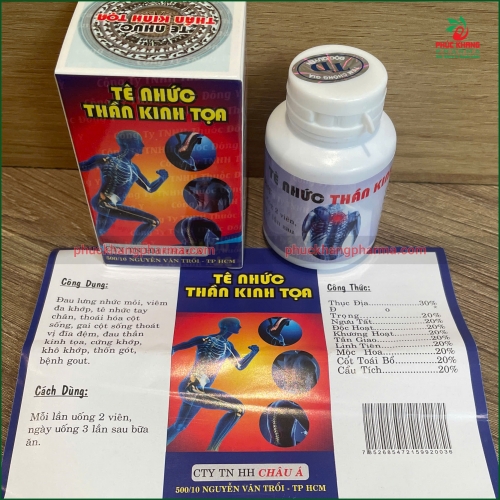 PHÚC KHANG
TÊ NHỨC
THẦN KINH TỌA
TÊ NHỨC
THẦN KINH TỌA
500/10 NGUYỄN VĂN TRỖI - TP HCM
TÊ NHỨC THẦN KINH
phuckhangpharma.com
TÊ NHỨC
THẦN KINH TỌA
Công Dụng:
Đau lưng nhức mỏi, viêm
đa khớp, tê nhức tay
chân, thoái hóa cột
sống, gai cột sống thoát
vị đĩa đệm, đau thần
kinh tọa, cứng khớp,
khô khớp, thốn gót,
bệnh gout.
Cách Dùng:
Mỗi lần uống 2 viên,
ngày uống 3 lần sau bữa
ăn.
CTY TN HH CHÂU Á
500/10 NGUYỄN VĂN TRỖI - TP HCM
Công Thức:
Thục Địa 30%
Đ o
Trọng 20%
Ngưu Tất 20%
Độc Hoạt 20%
Khương Hoạt 20%
Tần Giao 20%
Linh Tiên 20%
Mộc Hoa 20%
Cốt Toái Bổ 20%
Cẩu Tích 20%